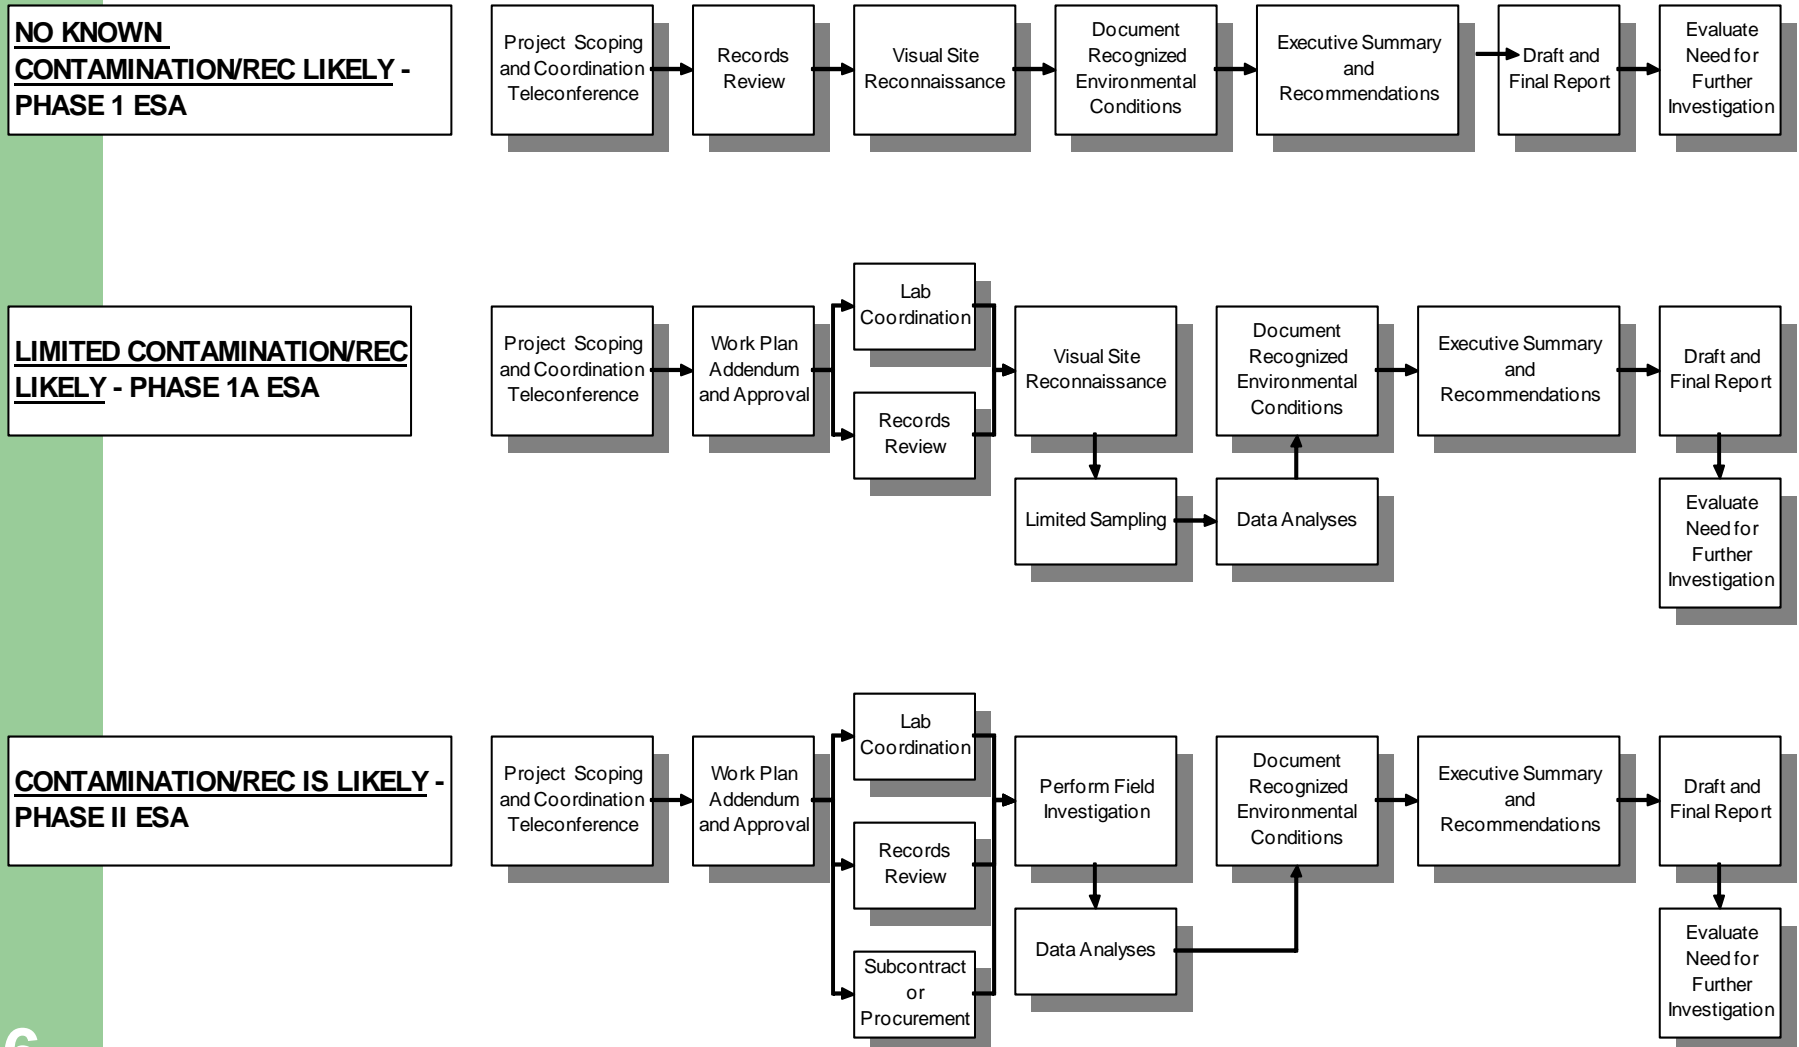 NO KNOWN
CONTAMINATION/REC LIKELY -
PHASE 1 ESA
Project Scoping
and Coordination
Teleconference
Records
Review
Visual Site
Reconnaissance
Document
Recognized
Environmental
Conditions
Executive Summary
and
Recommendations
Draft and
Final Report
Evaluate
Need for
Further
Investigation
LIMITED CONTAMINATION/REC
LIKELY - PHASE 1A ESA
Project Scoping
and Coordination
Teleconference
Work Plan
Addendum
and Approval
Lab
Coordination
Records
Review
Visual Site
Reconnaissance
Limited Sampling
Data Analyses
Document
Recognized
Environmental
Conditions
Executive Summary
and
Recommendations
Draft and
Final Report
Evaluate
Need for
Further
Investigation
CONTAMINATION/REC IS LIKELY -
PHASE II ESA
Project Scoping
and Coordination
Teleconference
Work Plan
Addendum
and Approval
Lab
Coordination
Records
Review
Subcontract
or
Procurement
Perform Field
Investigation
Data Analyses
Document
Recognized
Environmental
Conditions
Executive Summary
and
Recommendations
Draft and
Final Report
Evaluate
Need for
Further
Investigation
6